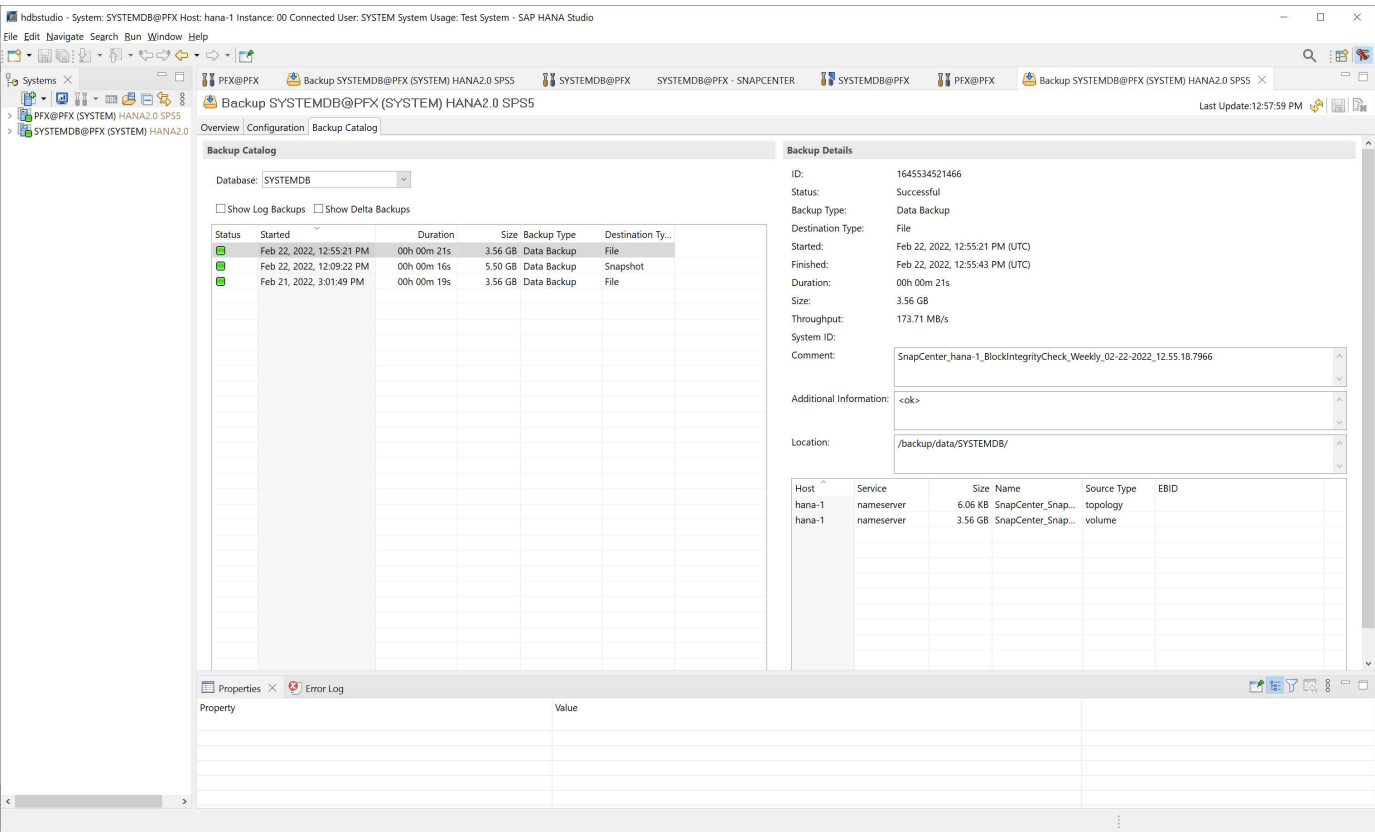 hdbstudio - System: SYSTEMDB@PFX Host: hana-1 Instance: 00 Connected User: SYSTEM System Usage: Test System - SAP HANA Studio
File Edit Navigate Search Run Window Help
Systems
PFX@PFX
Backup SYSTEMDB@PFX (SYSTEM) HANA2.0 SPS5
SYSTEMDB@PFX
SYSTEMDB@PFX - SNAPCENTER
SYSTEMDB@PFX
PFX@PFX
Backup SYSTEMDB@PFX (SYSTEM) HANA2.0 SPS5
PFX@PFX (SYSTEM) HANA2.0 SPS5
SYSTEMDB@PFX (SYSTEM) HANA2.0
Backup SYSTEMDB@PFX (SYSTEM) HANA2.0 SPS5
Last Update:12:57:59 PM
Overview Configuration Backup Catalog
Backup Catalog
Database: SYSTEMDB
Show Log Backups Show Delta Backups
Status Started Duration Size Backup Type Destination Ty...
Feb 22, 2022, 12:55:21 PM 00h 00m 21s 3.56 GB Data Backup File
Feb 22, 2022, 12:09:22 PM 00h 00m 16s 5.50 GB Data Backup Snapshot
Feb 21, 2022, 3:01:49 PM 00h 00m 19s 3.56 GB Data Backup File
Backup Details
ID: 1645534521466
Status: Successful
Backup Type: Data Backup
Destination Type: File
Started: Feb 22, 2022, 12:55:21 PM (UTC)
Finished: Feb 22, 2022, 12:55:43 PM (UTC)
Duration: 00h 00m 21s
Size: 3.56 GB
Throughput: 173.71 MB/s
System ID:
Comment: SnapCenter_hana-1_BlockIntegrityCheck_Weekly_02-22-2022_12.55.18.7966
Additional Information: <ok>
Location: /backup/data/SYSTEMDB/
Host Service Size Name Source Type EBID
hana-1 nameserver 6.06 KB SnapCenter_Snap... topology
hana-1 nameserver 3.56 GB SnapCenter_Snap... volume
Properties Error Log
Property Value